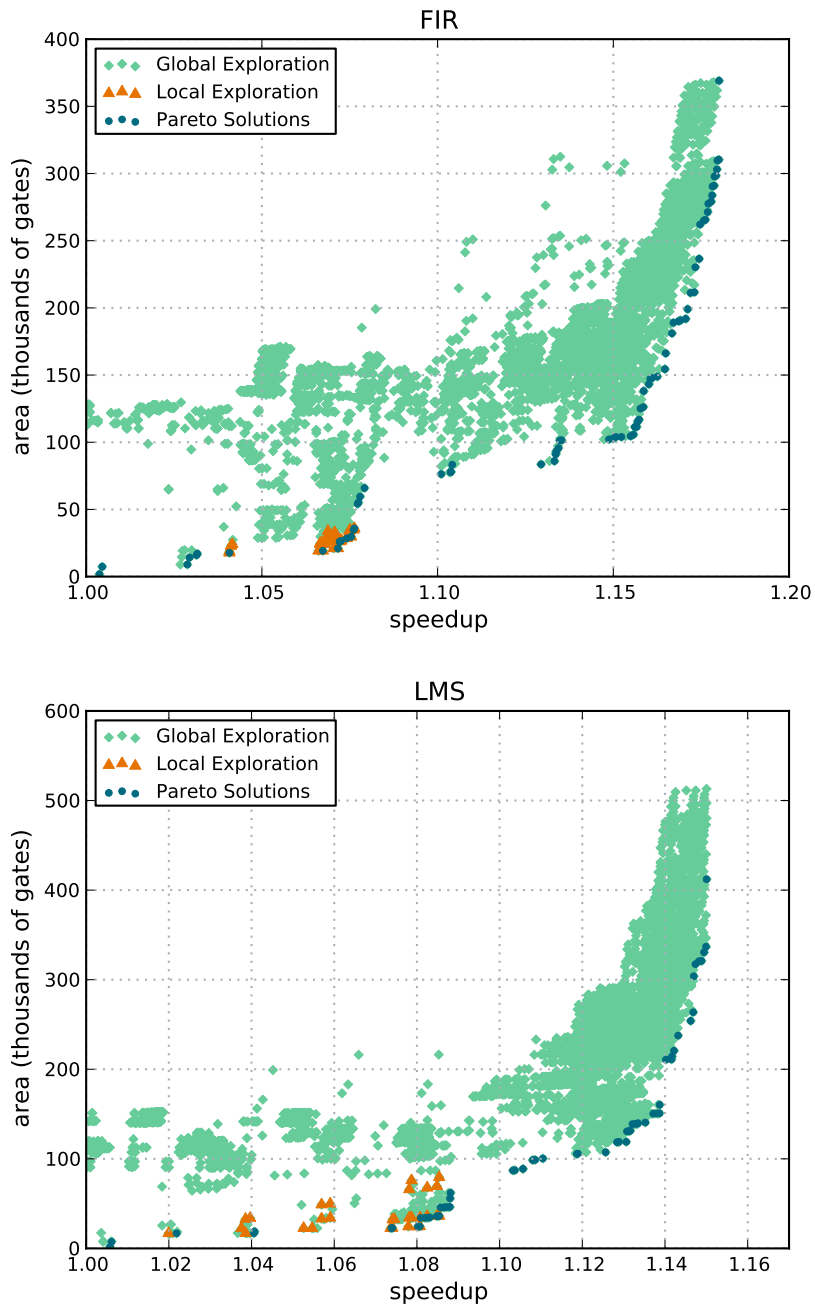 FIR
400
350
300
250
200
150
100
50
0
area (thousands of gates)
Global Exploration
Local Exploration
Pareto Solutions
1.00 1.05 1.10 1.15 1.20
speedup
LMS
600
500
400
300
200
100
0
area (thousands of gates)
Global Exploration
Local Exploration
Pareto Solutions
1.00 1.02 1.04 1.06 1.08 1.10 1.12 1.14 1.16
speedup